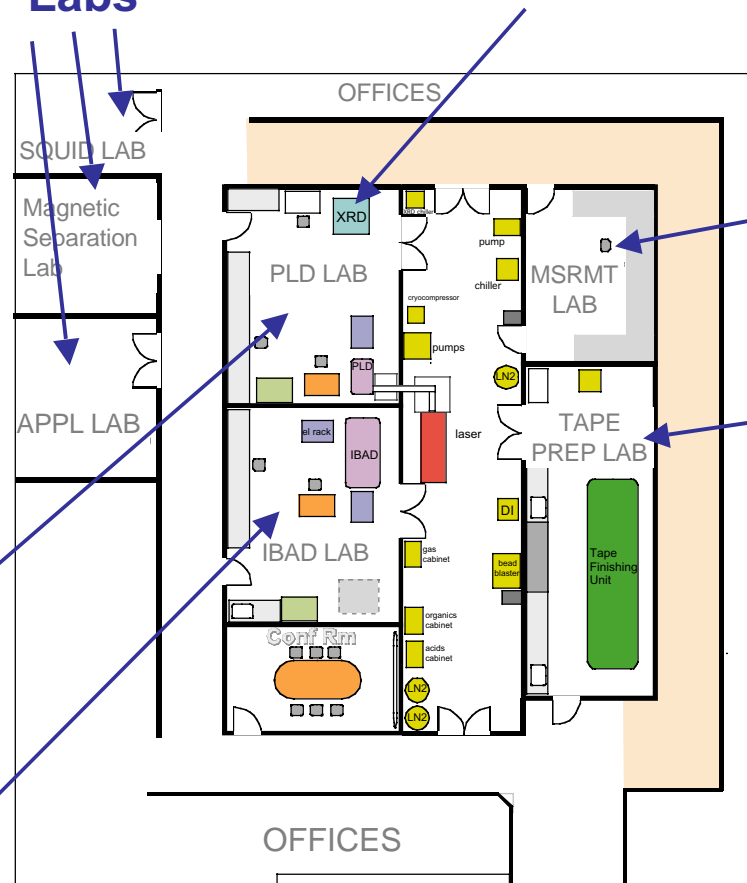 Labs
OFFICES
SQUID LAB
Magnetic
Separation
Lab
APPL LAB
XRD
PLD LAB
chiller
pump
chiller
cryocompressor
pumps
PLD
LN2
MSRMT
LAB
TAPE
PREP LAB
laser
el rack
IBAD
IBAD LAB
DI
gas
cabinet
bead
blaster
Tape
Finishing
Unit
organics
cabinet
acids
cabinet
Conf Rm
LN2
LN2
OFFICES